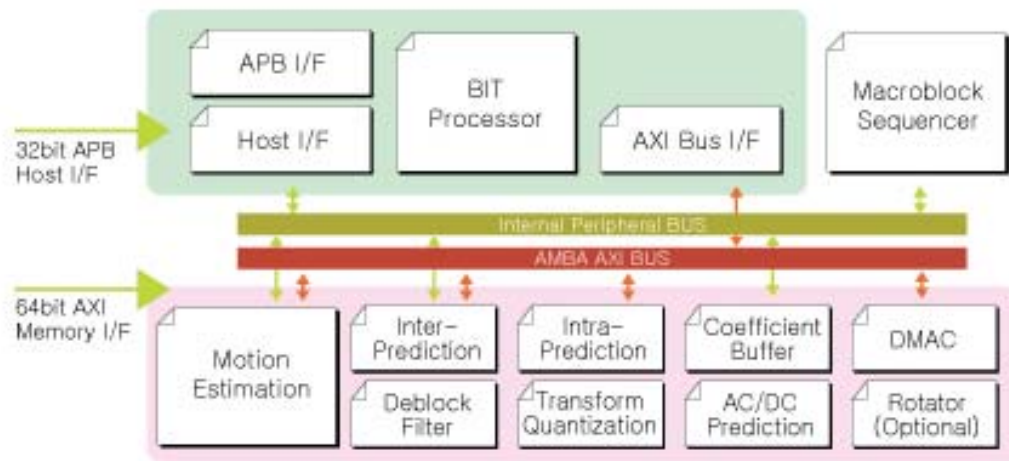 APB I/F
Host I/F
BIT
Processor
AXI Bus I/F
Macroblock
Sequencer
32bit APB
Host I/F
Internal Peripheral BUS
AMBA AXI BUS
64bit AXI
Memory I/F
Motion
Estimation
Inter-
Prediction
Intra-
Prediction
Coefficient
Buffer
DMAC
Deblock
Filter
Transform
Quantization
AC/DC
Prediction
Rotator
(Optional)